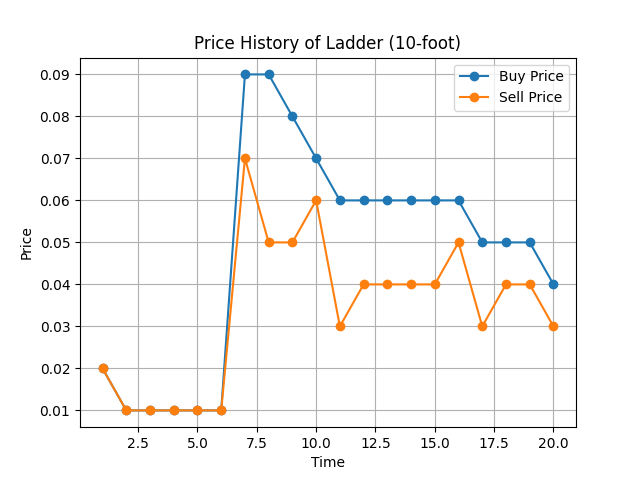 Price History of Ladder (10-foot)
Buy Price
Sell Price
Price
0.09
0.08
0.07
0.06
0.05
0.04
0.03
0.02
0.01
2.5 5.0 7.5 10.0 12.5 15.0 17.5 20.0
Time